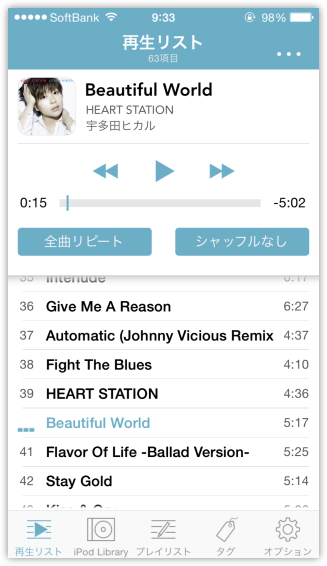 SoftBank 9:33 98%
再生リスト
63項目
Beautiful World
HEART STATION
宇多田ヒカル
0:15 -5:02
全曲リピート シャッフルなし
35 Interlude
36 Give Me A Reason 6:27
37 Automatic (Johnny Vicious Remix 4:37
38 Fight The Blues 4:10
39 HEART STATION 4:36
Beautiful World 5:17
41 Flavor Of Life -Ballad Version- 5:25
42 Stay Gold 5:14
再生リスト iPod Library プレイリスト タグ オプション